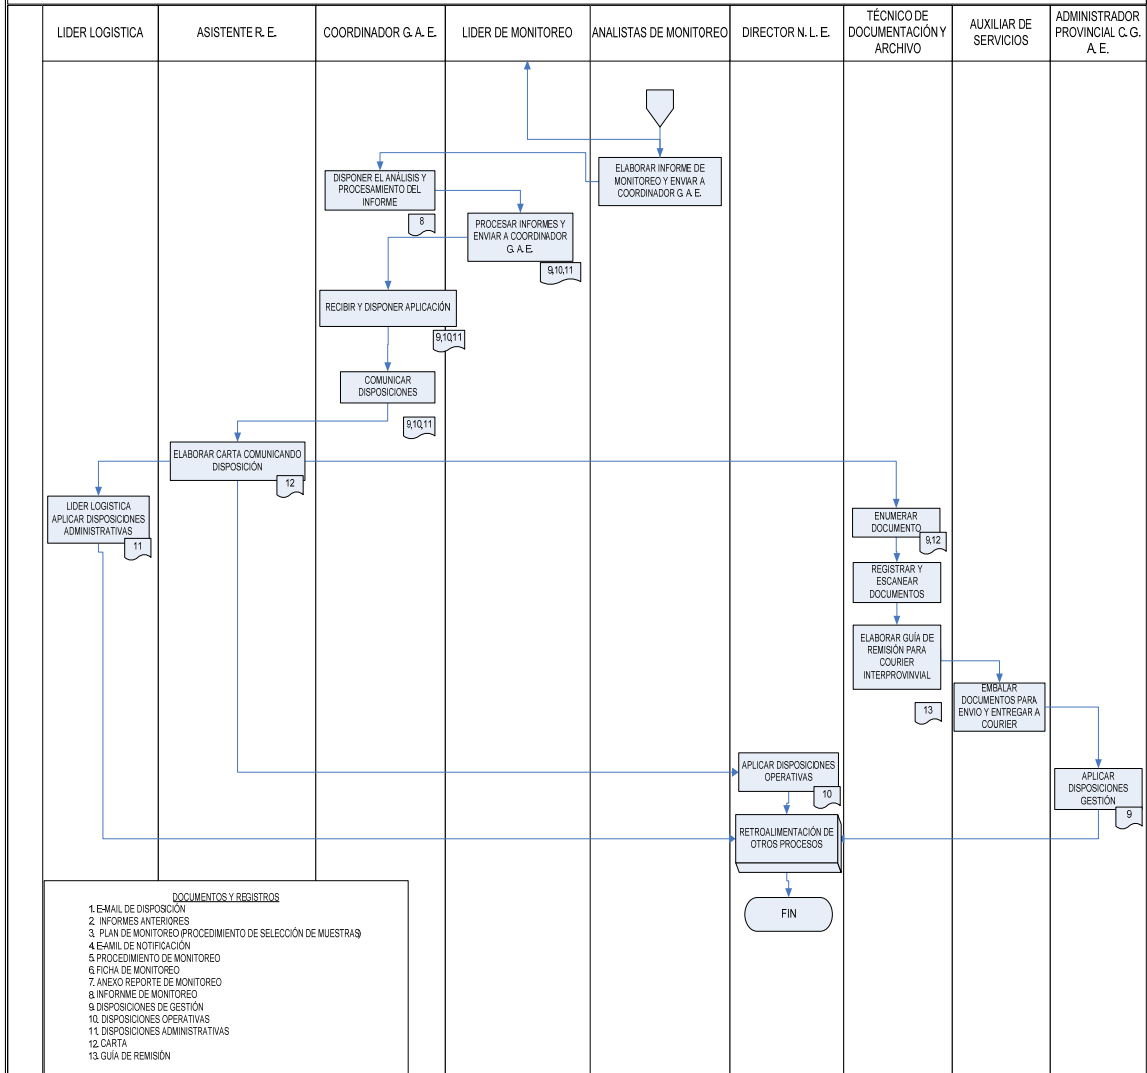 LIDER LOGISTICA
ASISTENTE R. E.
COORDINADOR G. A. E.
LIDER DE MONITOREO
ANALISTAS DE MONITOREO
DIRECTOR N. L. E.
TÉCNICO DE
DOCUMENTACIÓN Y
ARCHIVO
AUXILIAR DE
SERVICIOS
ADMINISTRADOR
PROVINCIAL C. G.
A. E.
ELABORAR INFORME DE
MONITOREO Y ENVIAR A
COORDINADOR G. A. E.
DISPONER EL ANÁLISIS Y
PROCESAMIENTO DEL
INFORME
8
PROCESAR INFORMES Y
ENVIAR A COORDINADOR
G. A. E.
9,10,11
RECIBIR Y DISPONER APLICACIÓN
9,10,11
COMUNICAR
DISPOSICIONES
9,10,11
ELABORAR CARTA COMUNICANDO
DISPOSICIÓN
12
LIDER LOGISTICA
APLICAR DISPOSICIONES
ADMINISTRATIVAS
11
ENUMERAR
DOCUMENTO
9,12
REGISTRAR Y
ESCANEAR
DOCUMENTOS
ELABORAR GUÍA DE
REMISIÓN PARA
COURIER
INTERPROVINVIAL
13
EMBALAR
DOCUMENTOS PARA
ENVIO Y ENTREGAR A
COURIER
APLICAR DISPOSICIONES
OPERATIVAS
10
APLICAR
DISPOSICIONES
GESTIÓN
9
RETROALIMENTACIÓN DE
OTROS PROCESOS
FIN
DOCUMENTOS Y REGISTROS
1. E-MAIL DE DISPOSICIÓN
2. INFORMES ANTERIORES
3. PLAN DE MONITOREO (PROCEDIMIENTO DE SELECCIÓN DE MUESTRAS)
4. E-AMIL DE NOTIFICACIÓN
5. PROCEDIMIENTO DE MONITOREO
6. FICHA DE MONITOREO
7. ANEXO REPORTE DE MONITOREO
8. INFORNME DE MONITOREO
9. DISPOSICIONES DE GESTIÓN
10. DISPOSICIONES OPERATIVAS
11. DISPOSICIONES ADMINISTRATIVAS
12. CARTA
13. GUÍA DE REMISIÓN